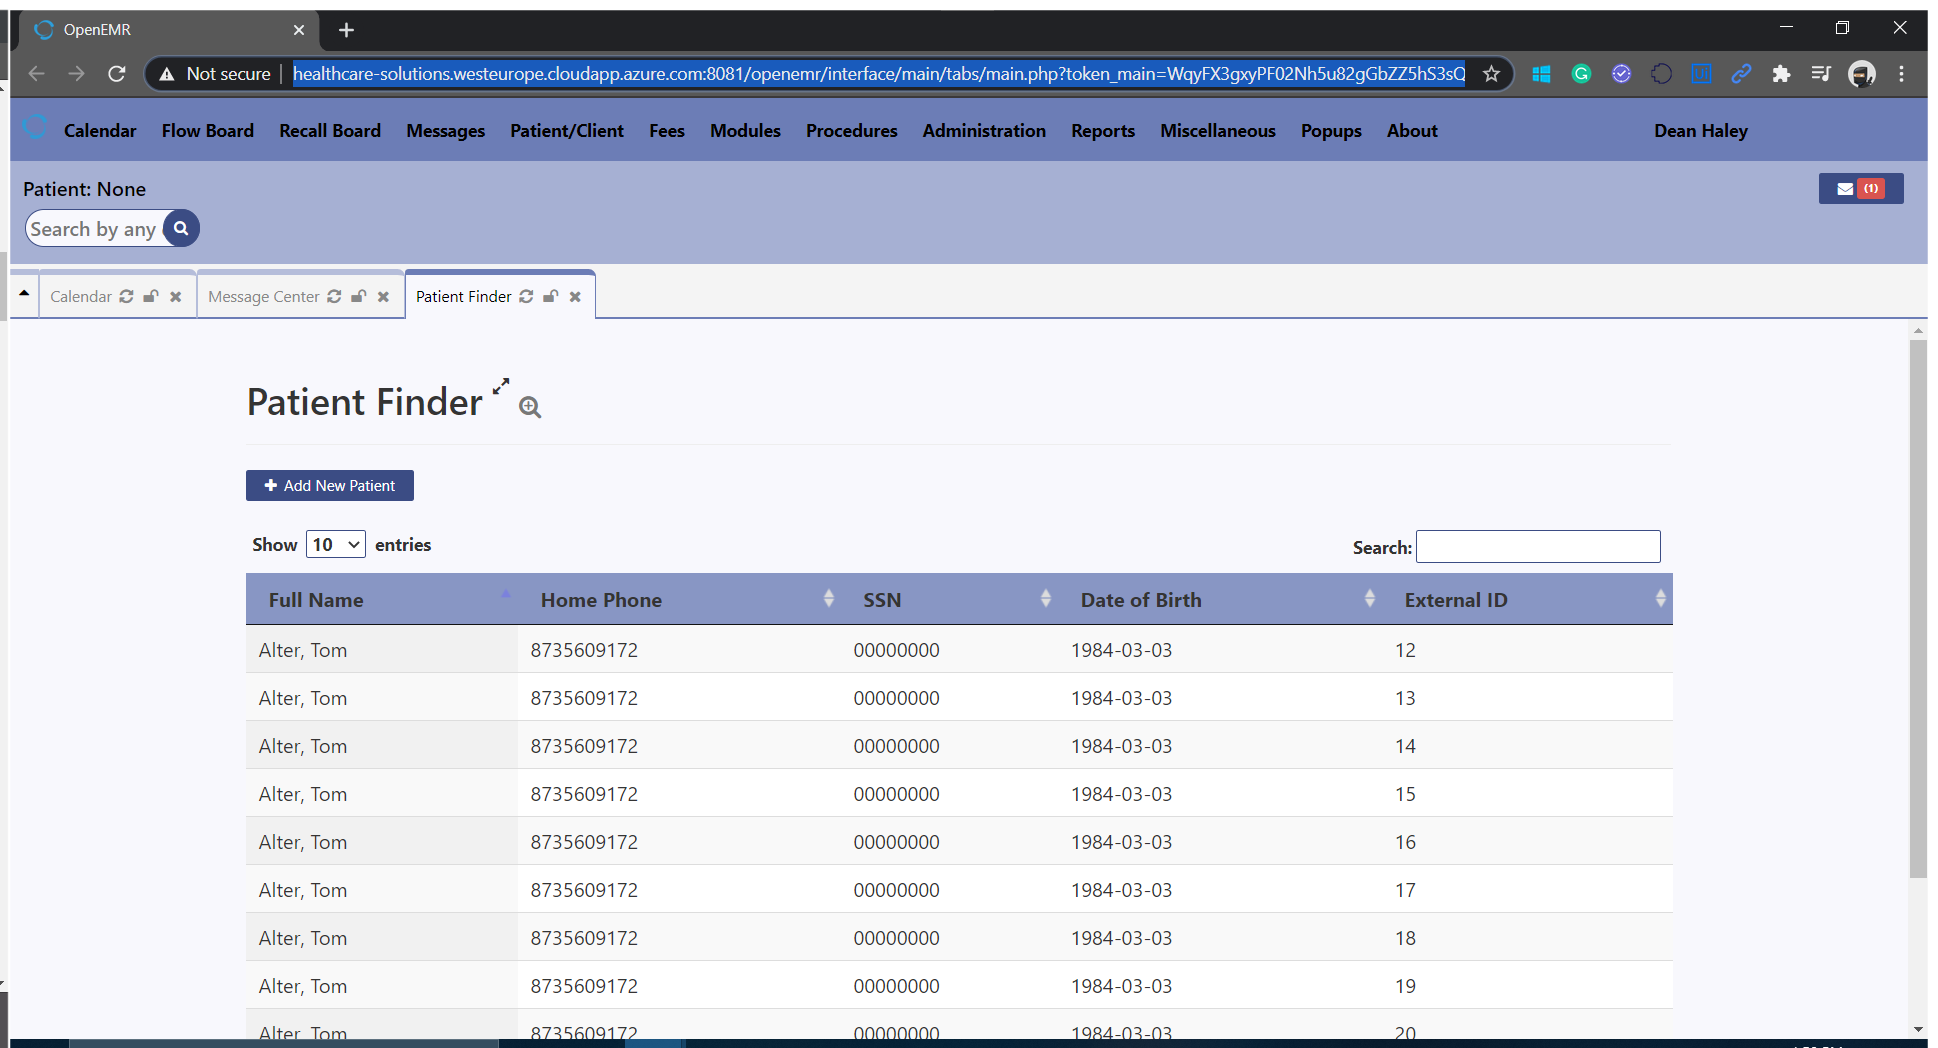 OpenEMR
Not secure healthcare-solutions.westeurope.cloudapp.azure.com:8081/openemr/interface/main/tabs/main.php?token_main=WqyFX3gxyPF02Nh5u82gGbZZ5hS3sQ
Calendar Flow Board Recall Board Messages Patient/Client Fees Modules Procedures Administration Reports Miscellaneous Popups About Dean Haley
Patient: None
(1)
Search by any
Calendar Message Center Patient Finder
Patient Finder
Add New Patient
Show 10 entries Search:
Full Name Home Phone SSN Date of Birth External ID
Alter, Tom 8735609172 00000000 1984-03-03 12
Alter, Tom 8735609172 00000000 1984-03-03 13
Alter, Tom 8735609172 00000000 1984-03-03 14
Alter, Tom 8735609172 00000000 1984-03-03 15
Alter, Tom 8735609172 00000000 1984-03-03 16
Alter, Tom 8735609172 00000000 1984-03-03 17
Alter, Tom 8735609172 00000000 1984-03-03 18
Alter, Tom 8735609172 00000000 1984-03-03 19
Alter, Tom 8735609172 00000000 1984-03-03 20